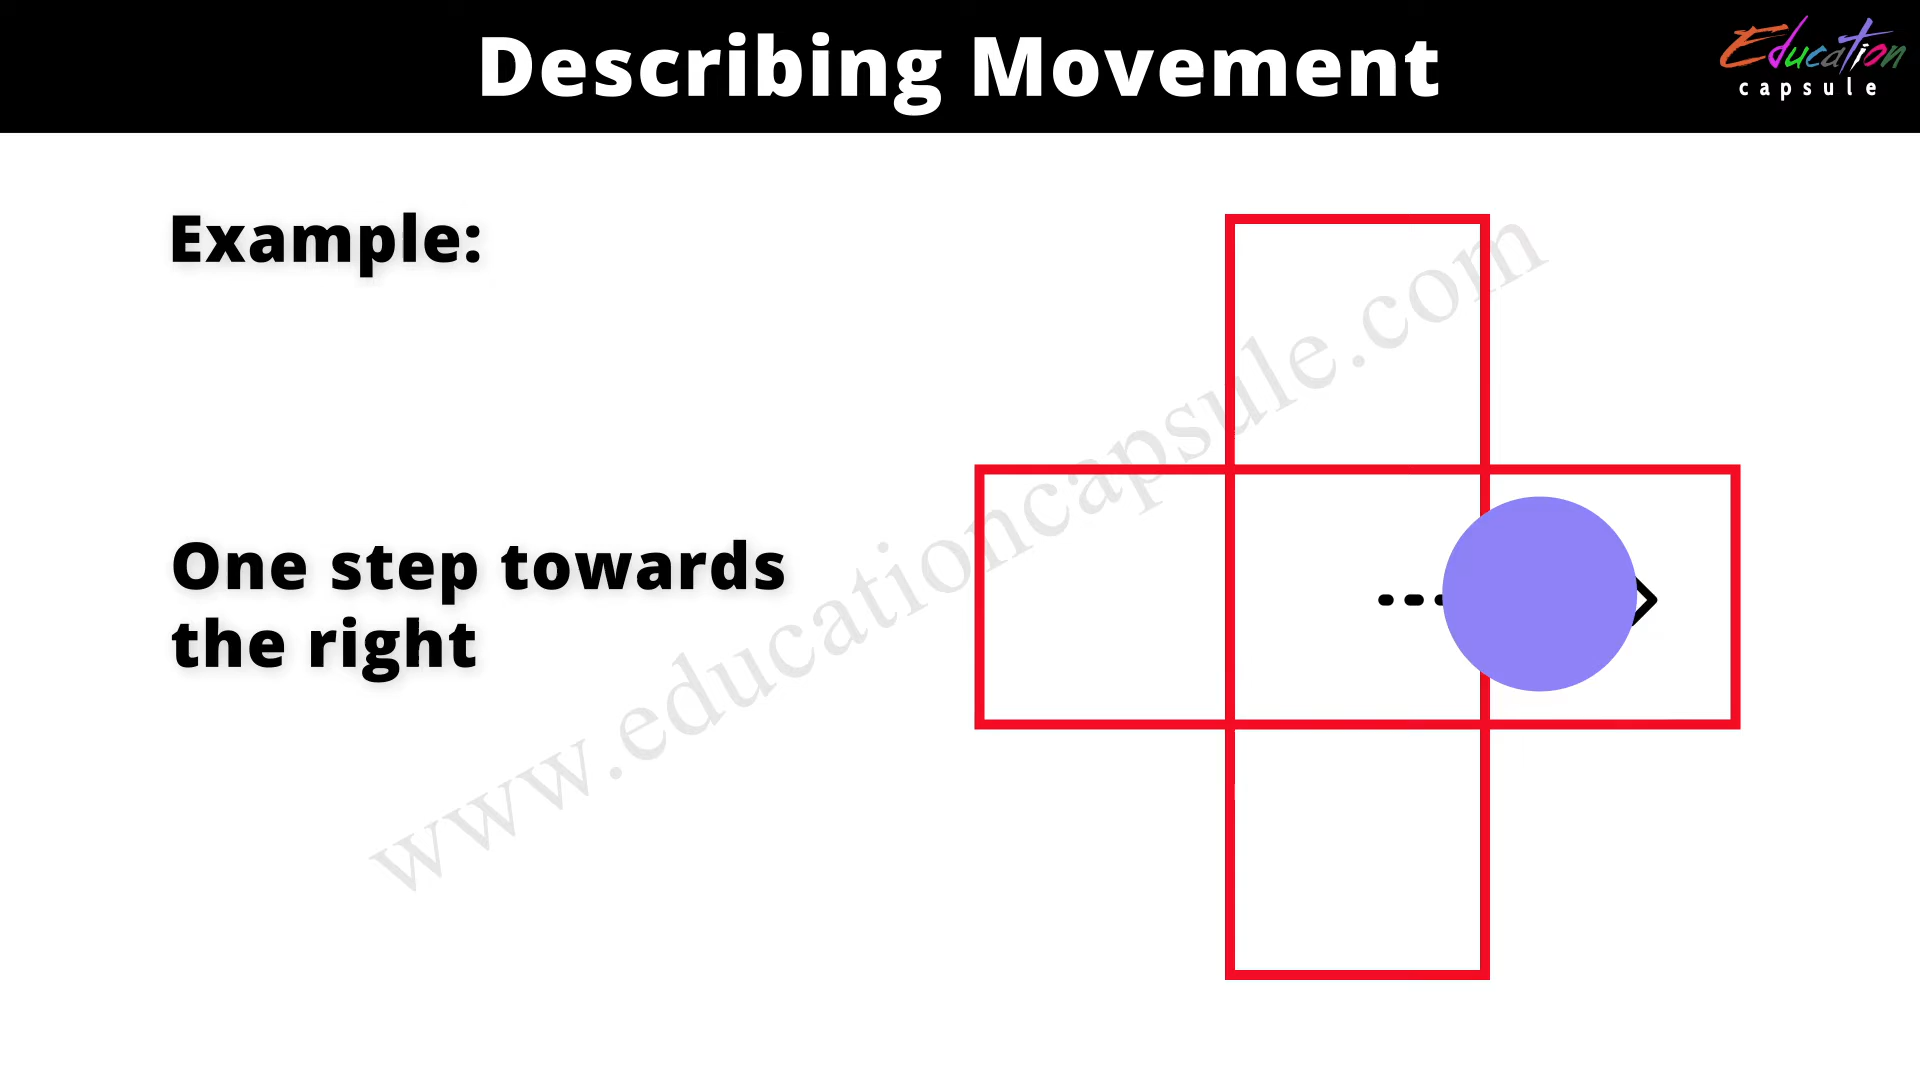 Describing Movement
Education
capsule
Example:
One step towards
the right
www.educationcapsule.com